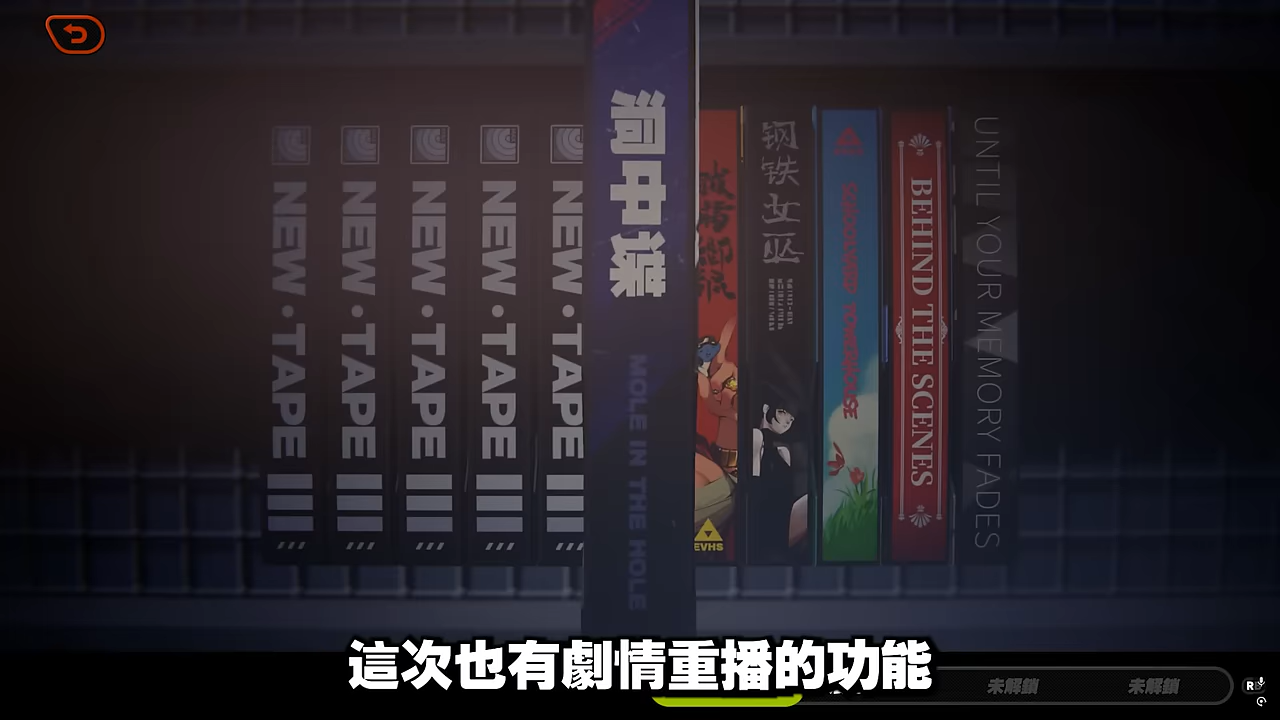 NEW・TAPE
NEW・TAPE
NEW・TAPE
NEW・TAPE
NEW・TAPE
洞中谍
MOLE IN THE HOLE
EVHS
钢铁女巫
BEHIND THE SCENES
UNTIL YOUR MEMORY FADES
這次也有劇情重播的功能
未解鎖
未解鎖
R